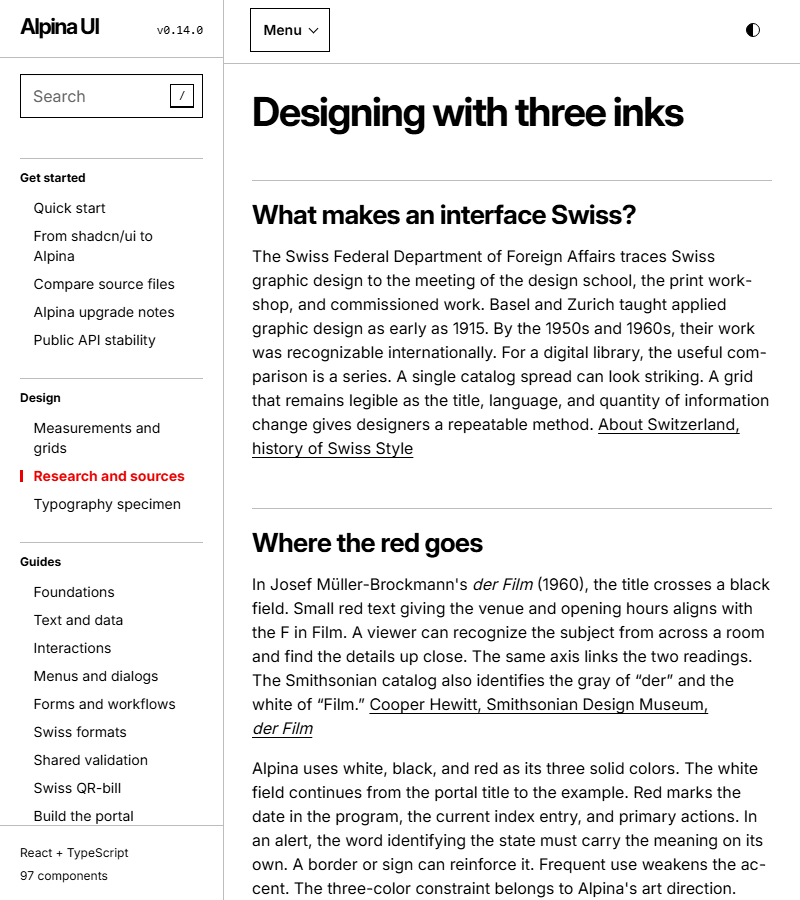 Alpina UI
v0.14.0
Search
/
Get started
Quick start
From shadcn/ui to
Alpina
Compare source files
Alpina upgrade notes
Public API stability
Design
Measurements and
grids
Research and sources
Typography specimen
Guides
Foundations
Text and data
Interactions
Menus and dialogs
Forms and workflows
Swiss formats
Shared validation
Swiss QR-bill
Build the portal
React + TypeScript
97 components
Menu
Designing with three inks
What makes an interface Swiss?
The Swiss Federal Department of Foreign Affairs traces Swiss
graphic design to the meeting of the design school, the print work-
shop, and commissioned work. Basel and Zurich taught applied
graphic design as early as 1915. By the 1950s and 1960s, their work
was recognizable internationally. For a digital library, the useful com-
parison is a series. A single catalog spread can look striking. A grid
that remains legible as the title, language, and quantity of information
change gives designers a repeatable method. About Switzerland,
history of Swiss Style
Where the red goes
In Josef Müller-Brockmann's der Film (1960), the title crosses a black
field. Small red text giving the venue and opening hours aligns with
the F in Film. A viewer can recognize the subject from across a room
and find the details up close. The same axis links the two readings.
The Smithsonian catalog also identifies the gray of “der” and the
white of “Film.” Cooper Hewitt, Smithsonian Design Museum,
der Film
Alpina uses white, black, and red as its three solid colors. The white
field continues from the portal title to the example. Red marks the
date in the program, the current index entry, and primary actions. In
an alert, the word identifying the state must carry the meaning on its
own. A border or sign can reinforce it. Frequent use weakens the ac-
cent. The three-color constraint belongs to Alpina's art direction.